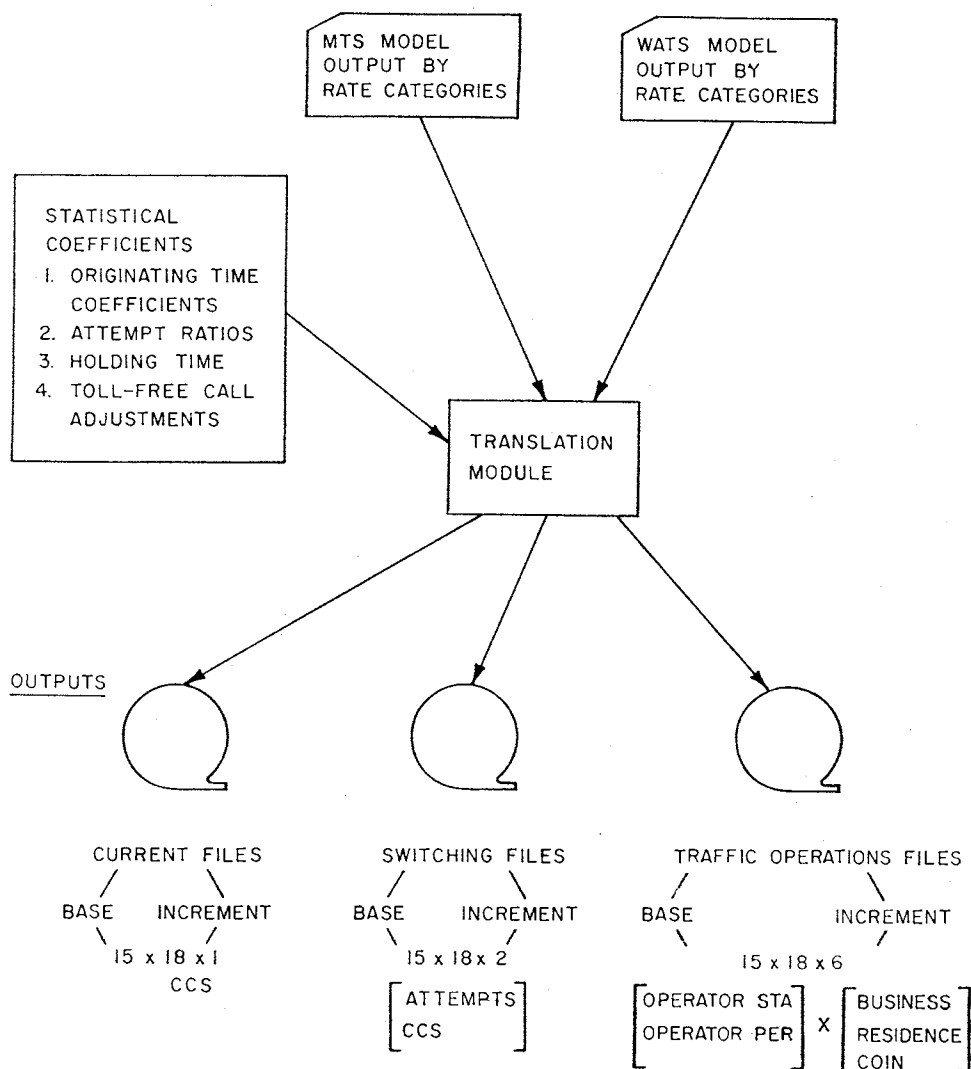 MTS MODEL
OUTPUT BY
RATE CATEGORIES
WATS MODEL
OUTPUT BY
RATE CATEGORIES
STATISTICAL
COEFFICIENTS
1. ORIGINATING TIME
COEFFICIENTS
2. ATTEMPT RATIOS
3. HOLDING TIME
4. TOLL-FREE CALL
ADJUSTMENTS
TRANSLATION
MODULE
OUTPUTS
CURRENT FILES
BASE INCREMENT
15 x 18 x 1
CCS
SWITCHING FILES
BASE INCREMENT
15 x 18 x 2
ATTEMPTS
CCS
TRAFFIC OPERATIONS FILES
BASE INCREMENT
15 x 18 x 6
OPERATOR STA
OPERATOR PER
X
BUSINESS
RESIDENCE
COIN